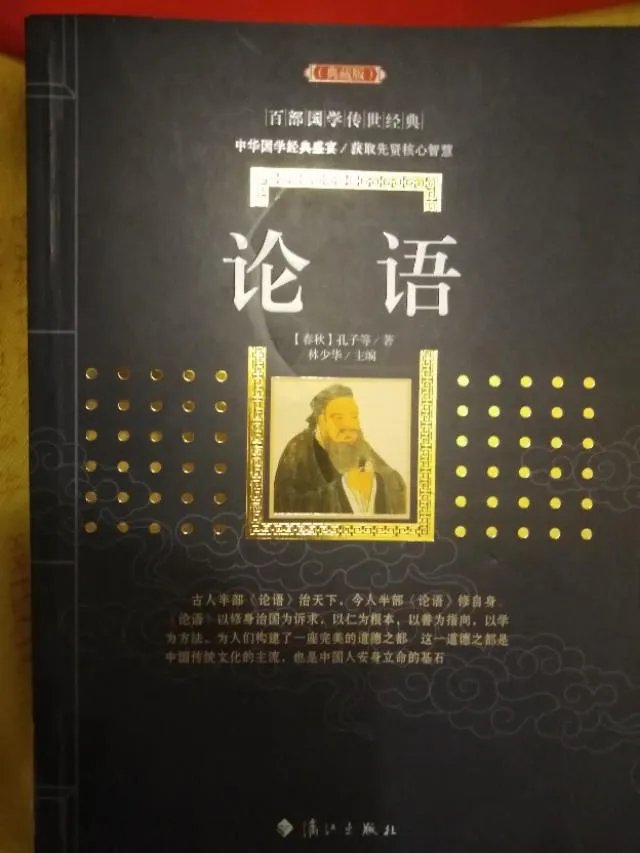 （典藏版）
百部国学传世经典
中华国学经典盛宴/获取先贤核心智慧
论语
【春秋】孔子等/著
林少华/主编
古人半部《论语》治天下，今人半部《论语》修自身。
《论语》以修身治国为诉求，以仁为根本，以善为指向，以学
为方法，为人们构建了一座完美的道德之都 这一道德之都是
中国传统文化的主流，也是中国人安身立命的基石
漓江出版社